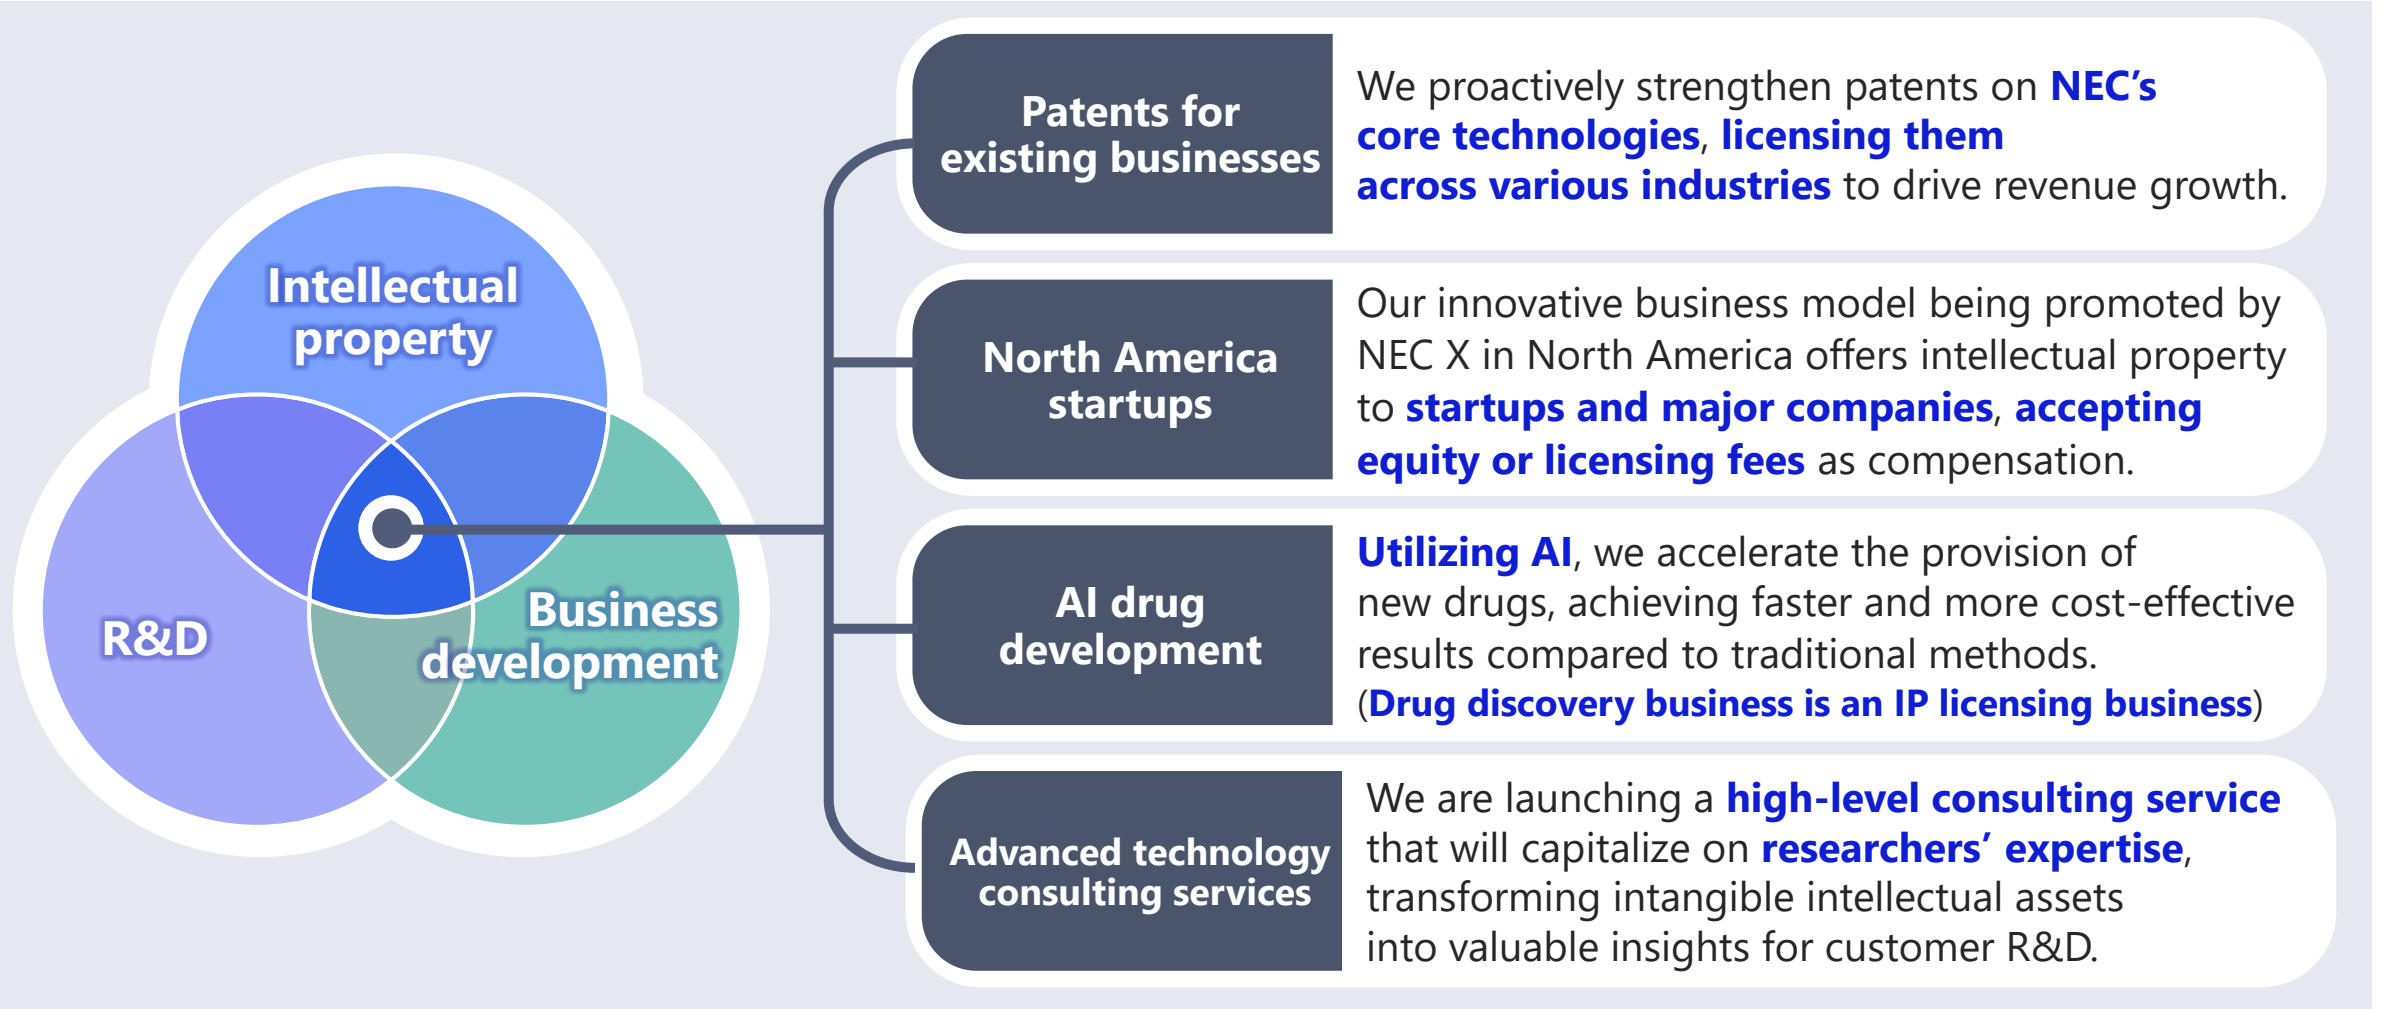 Intellectual
property
R&D
Business
development
Patents for
existing businesses
We proactively strengthen patents on NEC’s
core technologies, licensing them
across various industries to drive revenue growth.
North America
startups
Our innovative business model being promoted by
NEC X in North America offers intellectual property
to startups and major companies, accepting
equity or licensing fees as compensation.
AI drug
development
Utilizing AI, we accelerate the provision of
new drugs, achieving faster and more cost-effective
results compared to traditional methods.
(Drug discovery business is an IP licensing business)
Advanced technology
consulting services
We are launching a high-level consulting service
that will capitalize on researchers’ expertise,
transforming intangible intellectual assets
into valuable insights for customer R&D.